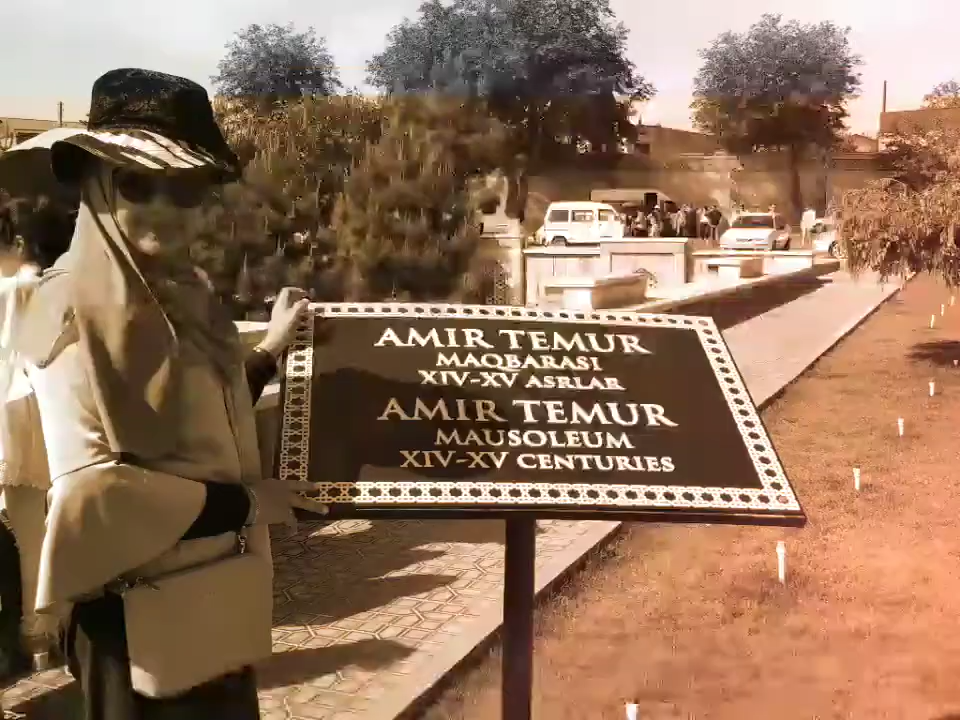 AMIR TEMUR
MAQBARASI
XIV-XV ASRLAR
AMIR TEMUR
MAUSOLEUM
XIV-XV CENTURIES